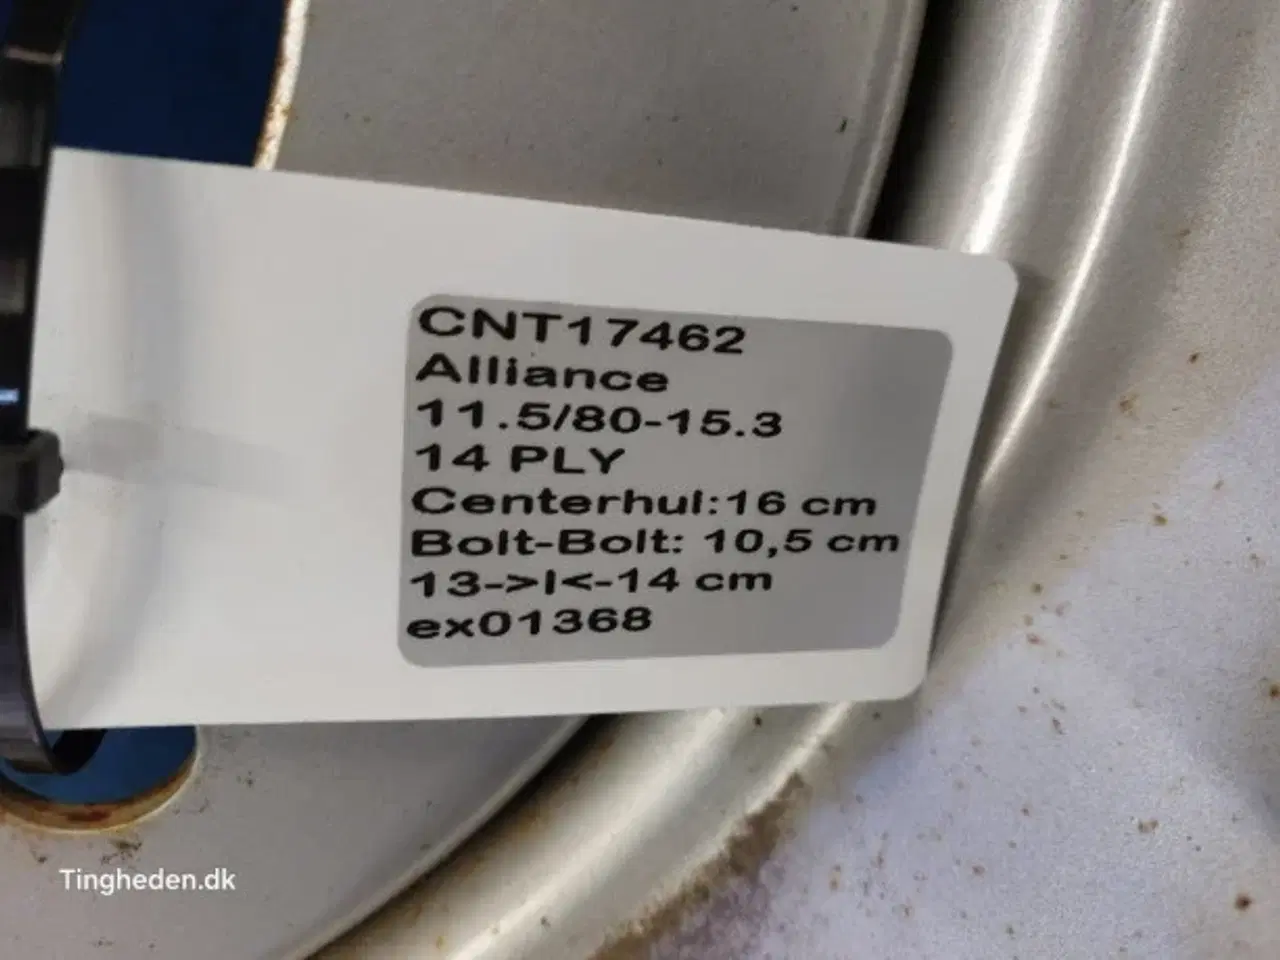 CNT17462
Alliance
11.5/80-15.3
14 PLY
Centerhul:16 cm
Bolt-Bolt: 10,5 cm
13->I<-14 cm
ex01368
Tingheden.dk